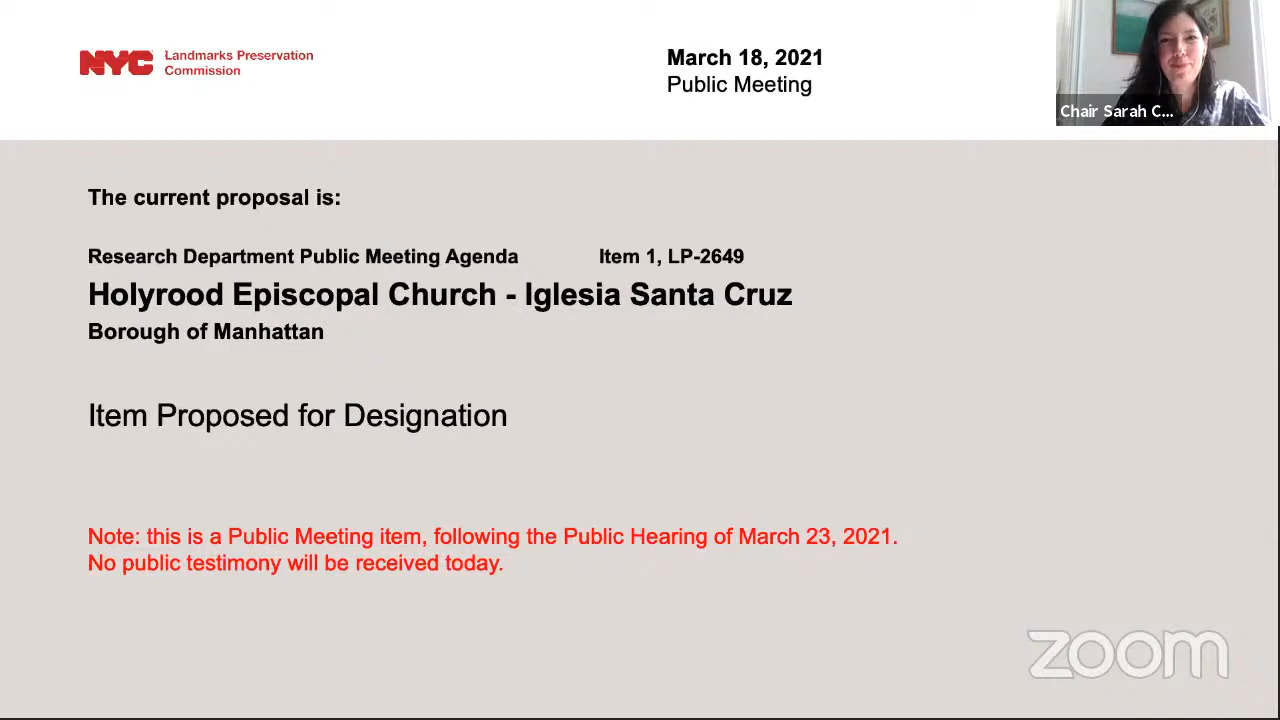 NYC Landmarks Preservation
Commission
March 18, 2021
Public Meeting
Chair Sarah C...
The current proposal is:
Research Department Public Meeting Agenda Item 1, LP-2649
Holyrood Episcopal Church - Iglesia Santa Cruz
Borough of Manhattan
Item Proposed for Designation
Note: this is a Public Meeting item, following the Public Hearing of March 23, 2021.
No public testimony will be received today.
zoom